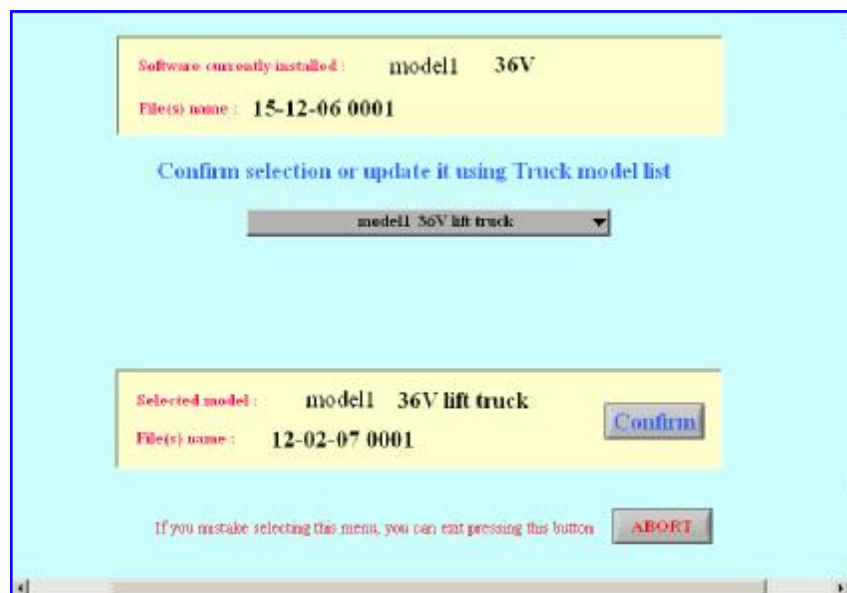 Software currently installed : model1 36V
File(s) name : 15-12-06 0001
Confirm selection or update it using Truck model list
model1 36V lift truck
Selected model : model1 36V lift truck
File(s) name : 12-02-07 0001
Confirm
If you mistake selecting this menu, you can exit pressing this button ABORT